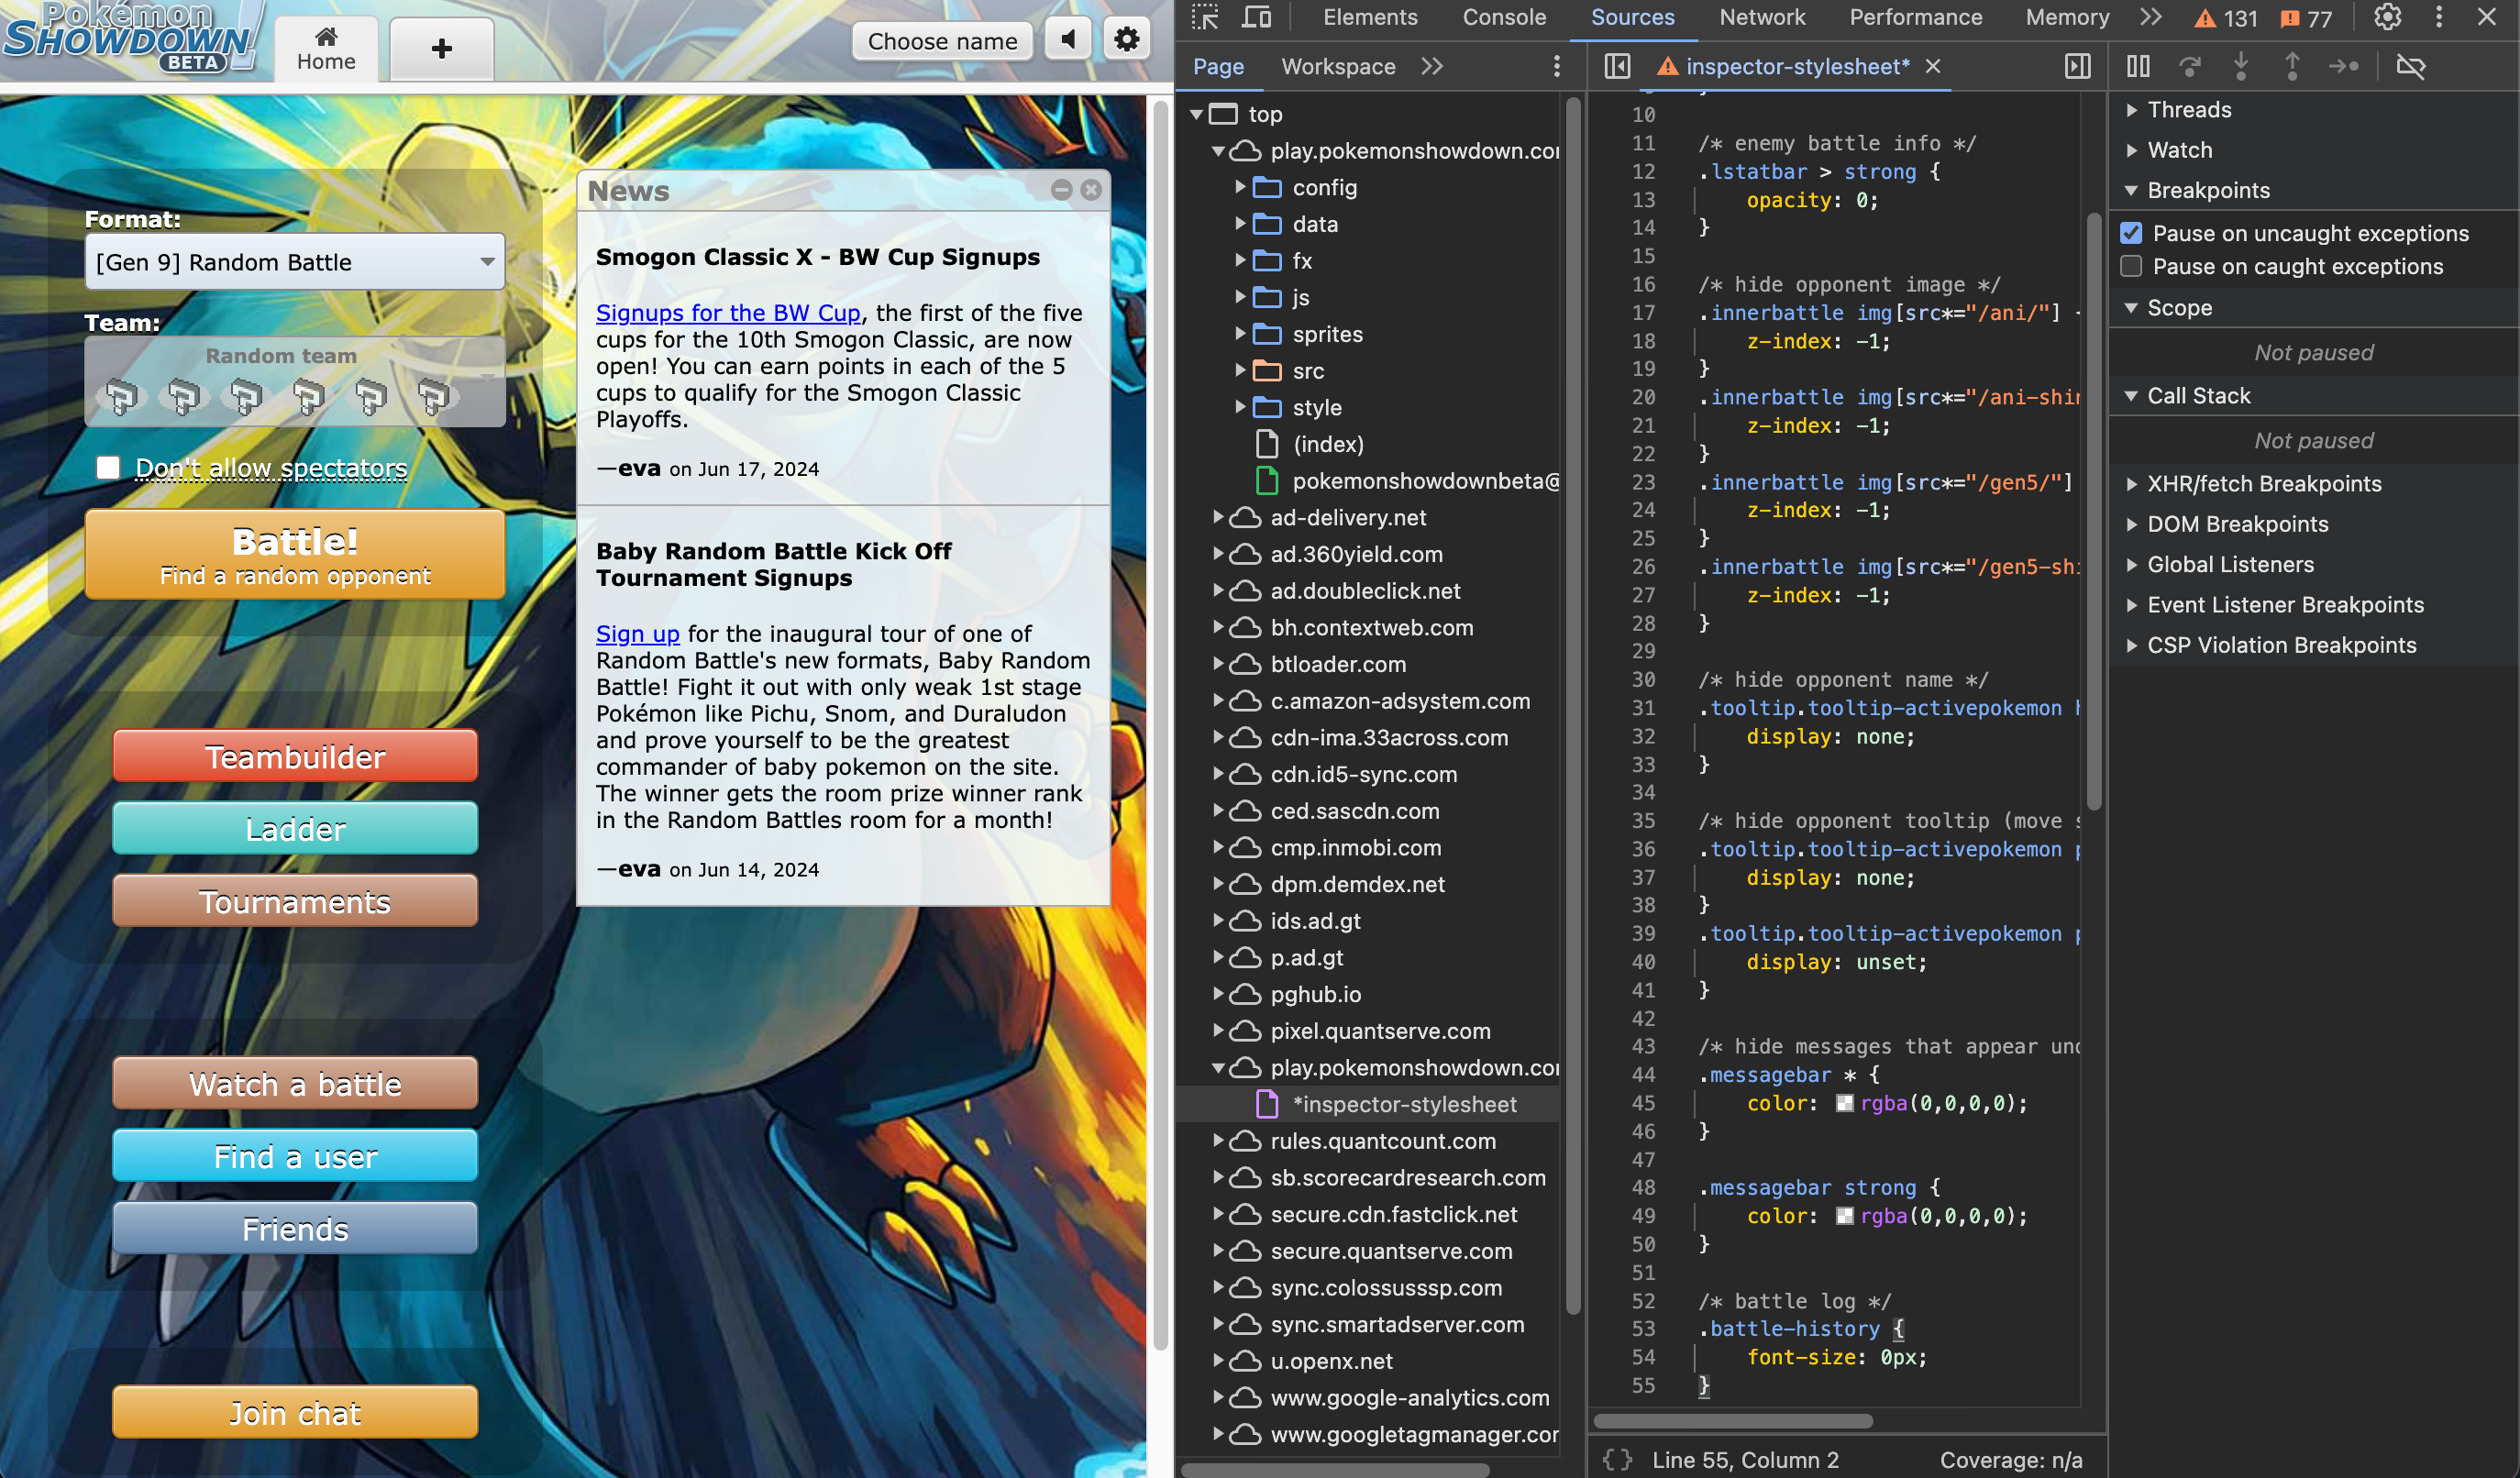 Pokémon
SHOWDOWN!
BETA
Home
+
Choose name
Format:
[Gen 9] Random Battle
Team:
Random team
Don't allow spectators
Battle!
Find a random opponent
Teambuilder
Ladder
Tournaments
Watch a battle
Find a user
Friends
Join chat
News
Smogon Classic X - BW Cup Signups
Signups for the BW Cup, the first of the five
cups for the 10th Smogon Classic, are now
open! You can earn points in each of the 5
cups to qualify for the Smogon Classic
Playoffs.
—eva on Jun 17, 2024
Baby Random Battle Kick Off
Tournament Signups
Sign up for the inaugural tour of one of
Random Battle's new formats, Baby Random
Battle! Fight it out with only weak 1st stage
Pokémon like Pichu, Snom, and Duraludon
and prove yourself to be the greatest
commander of baby pokemon on the site.
The winner gets the room prize winner rank
in the Random Battles room for a month!
—eva on Jun 14, 2024
Elements Console Sources Network Performance Memory 131 77
Page Workspace
top
play.pokemonshowdown.com
config
data
fx
js
sprites
src
style
(index)
pokemonshowdownbeta@
ad-delivery.net
ad.360yield.com
ad.doubleclick.net
bh.contextweb.com
btloader.com
c.amazon-adsystem.com
cdn-ima.33across.com
cdn.id5-sync.com
ced.sascdn.com
cmp.inmobi.com
dpm.demdex.net
ids.ad.gt
p.ad.gt
pghub.io
pixel.quantserve.com
play.pokemonshowdown.com
*inspector-stylesheet
rules.quantcount.com
sb.scorecardresearch.com
secure.cdn.fastclick.net
secure.quantserve.com
sync.colossusssp.com
sync.smartadserver.com
u.openx.net
www.google-analytics.com
www.googletagmanager.com
inspector-stylesheet*
10
11 /* enemy battle info */
12 .lstatbar > strong {
13 opacity: 0;
14 }
15
16 /* hide opponent image */
17 .innerbattle img[src*="/ani/"] {
18 z-index: -1;
19 }
20 .innerbattle img[src*="/ani-shin
21 z-index: -1;
22 }
23 .innerbattle img[src*="/gen5/"]
24 z-index: -1;
25 }
26 .innerbattle img[src*="/gen5-shi
27 z-index: -1;
28 }
29
30 /* hide opponent name */
31 .tooltip.tooltip-activepokemon h
32 display: none;
33 }
34
35 /* hide opponent tooltip (move s
36 .tooltip.tooltip-activepokemon p
37 display: none;
38 }
39 .tooltip.tooltip-activepokemon p
40 display: unset;
41 }
42
43 /* hide messages that appear und
44 .messagebar * {
45 color: rgba(0,0,0,0);
46 }
47
48 .messagebar strong {
49 color: rgba(0,0,0,0);
50 }
51
52 /* battle log */
53 .battle-history {
54 font-size: 0px;
55 }
{} Line 55, Column 2 Coverage: n/a
Threads
Watch
Breakpoints
Pause on uncaught exceptions
Pause on caught exceptions
Scope
Not paused
Call Stack
Not paused
XHR/fetch Breakpoints
DOM Breakpoints
Global Listeners
Event Listener Breakpoints
CSP Violation Breakpoints